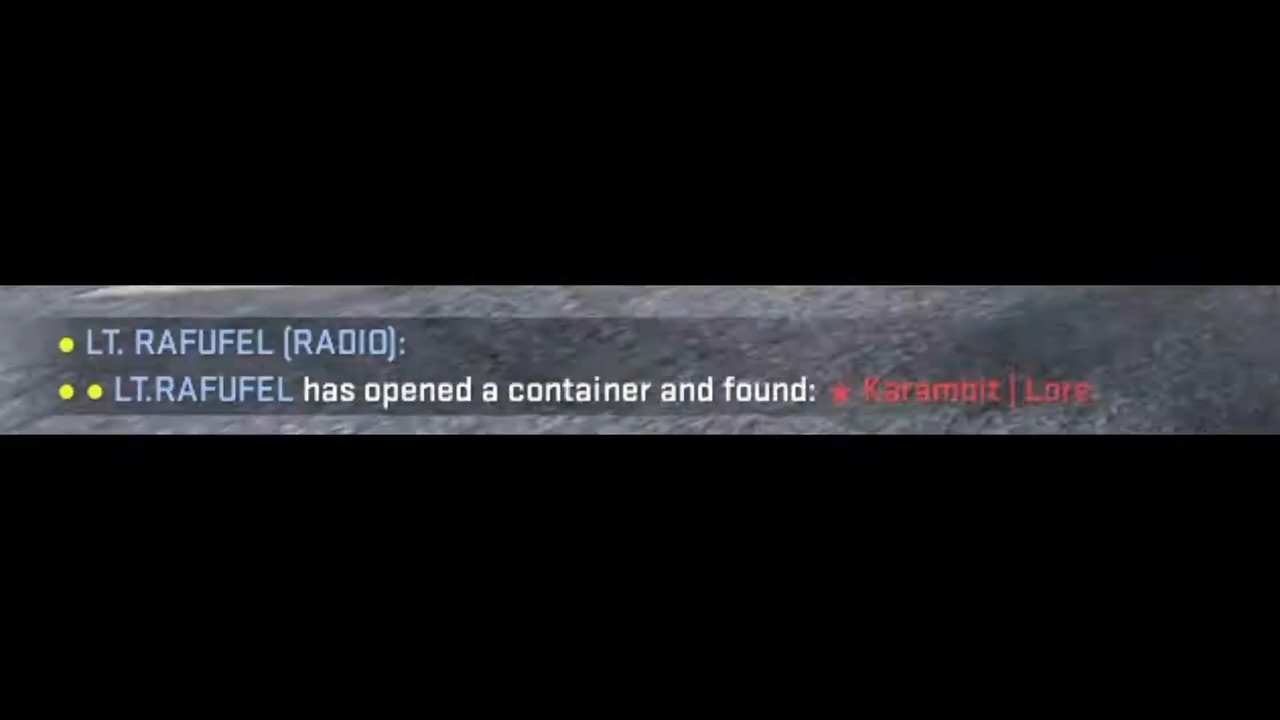 ● LT. RAFUFEL (RADIO):
● ● LT.RAFUFEL has opened a container and found: ★ Karambit | Lore